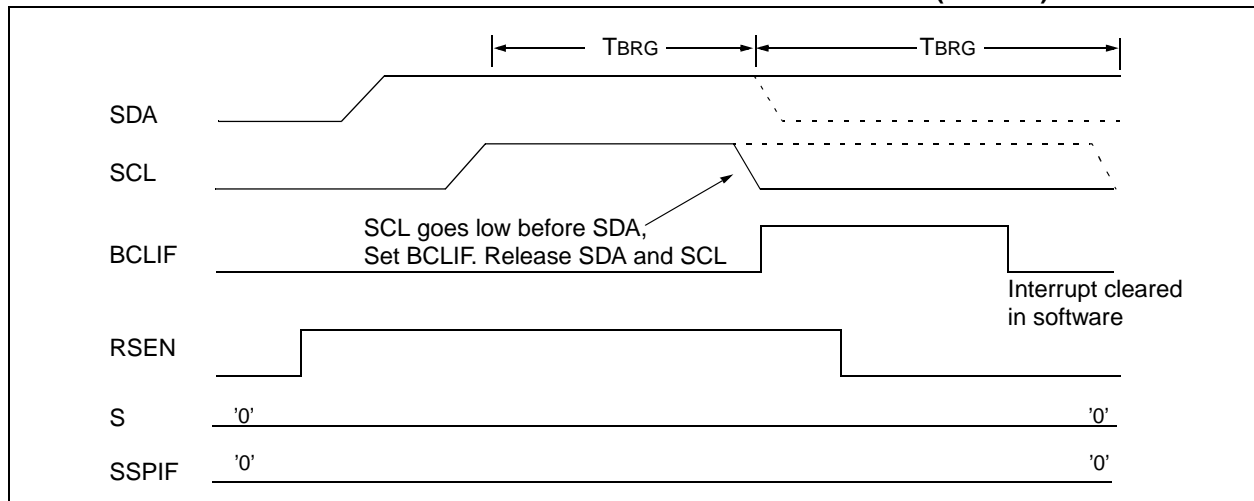 TBRG TBRG
SDA
SCL
SCL goes low before SDA,
Set BCLIF. Release SDA and SCL
BCLIF
Interrupt cleared
in software
RSEN
S '0' '0'
SSPIF '0' '0'